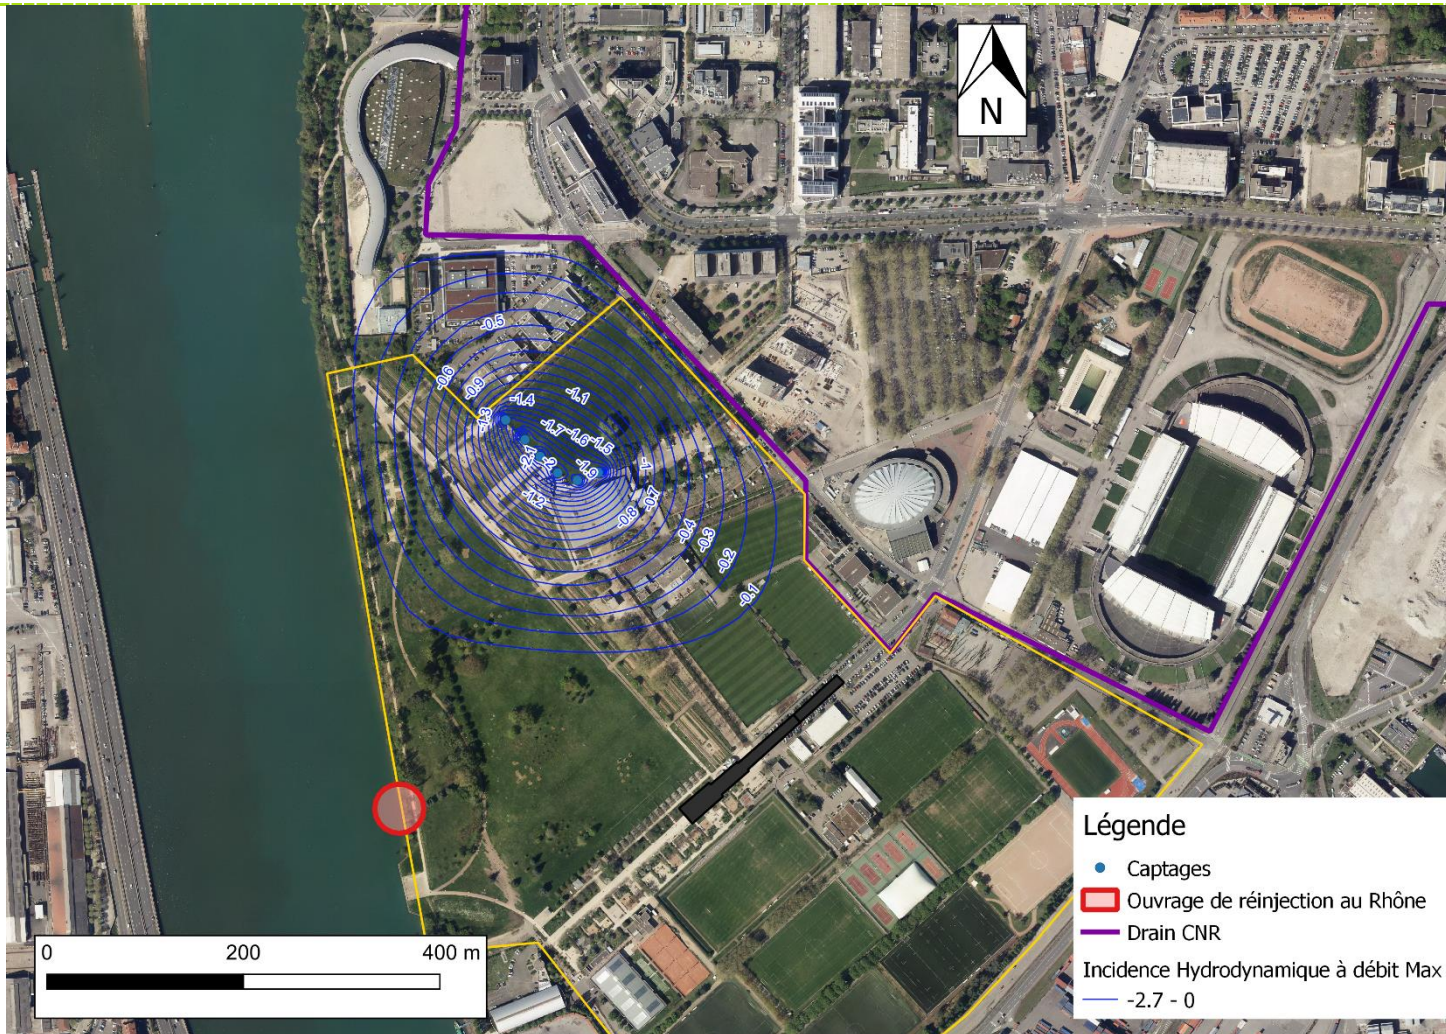 N
-0.5
-0.6
-0.9
-1.1
-1.4
-1.3
-1.7
-1.6
-1.5
-2.1
-2
-1.9
-1
-1.2
-0.7
-0.8
-0.4
-0.3
-0.2
-0.1
0 200 400 m
Légende
Captages
Ouvrage de réinjection au Rhône
Drain CNR
Incidence Hydrodynamique à débit Max
-2.7 - 0